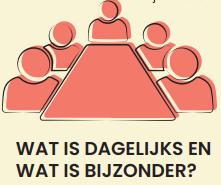 WAT IS DAGELIJKS EN
WAT IS BIJZONDER?